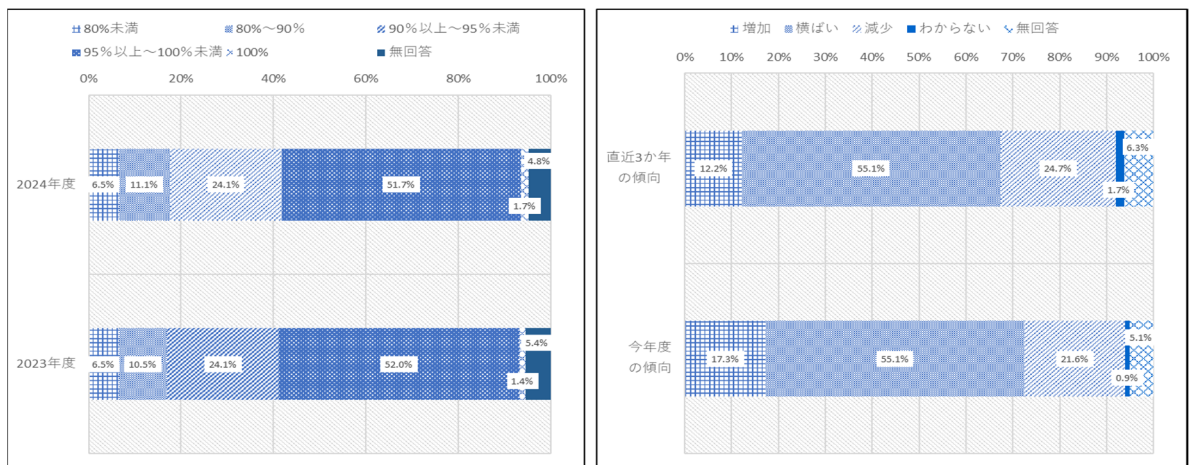 80%未満 80%～90% 90%以上～95%未満
95%以上～100%未満 100% 無回答
0% 20% 40% 60% 80% 100%
2024年度 6.5% 11.1% 24.1% 51.7% 1.7% 4.8%
2023年度 6.5% 10.5% 24.1% 52.0% 1.4% 5.4%
増加 横ばい 減少 わからない 無回答
0% 10% 20% 30% 40% 50% 60% 70% 80% 90% 100%
直近3か年
の傾向
12.2% 55.1% 24.7% 1.7% 6.3%
今年度
の傾向
17.3% 55.1% 21.6% 0.9% 5.1%